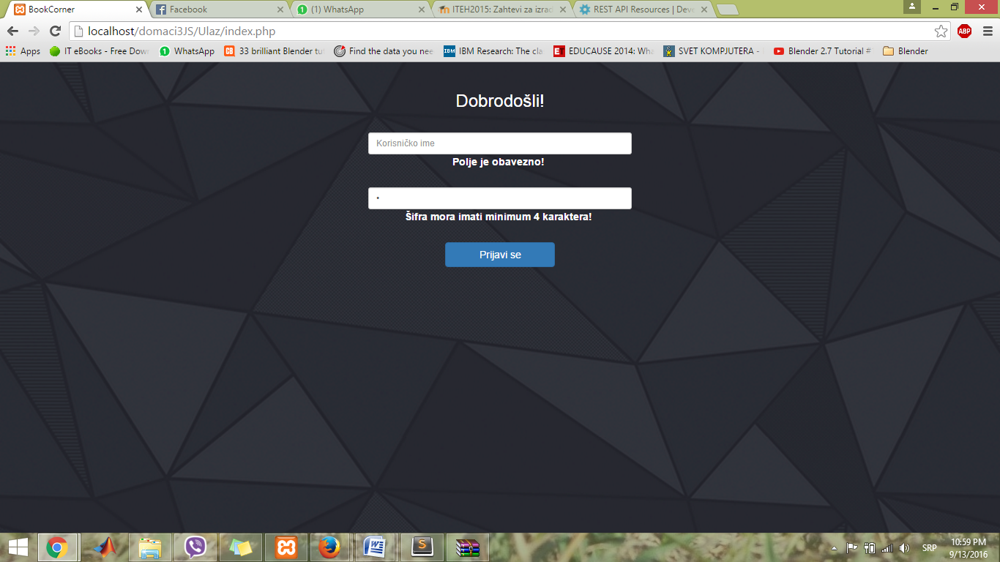 BookCorner
Facebook
(1) WhatsApp
ITEH2015: Zahtevi za izrad
REST API Resources | Deve
localhost/domaci3JS/Ulaz/index.php
ABP
Apps
IT eBooks - Free Dow
WhatsApp
33 brilliant Blender tu
Find the data you nee
IBM Research: The cla
EDUCAUSE 2014: Wha
SVET KOMPJUTERA -
Blender 2.7 Tutorial #
Blender
Dobrodošli!
Korisničko ime
Polje je obavezno!
•
Šifra mora imati minimum 4 karaktera!
Prijavi se
SRP
10:59 PM
9/13/2016